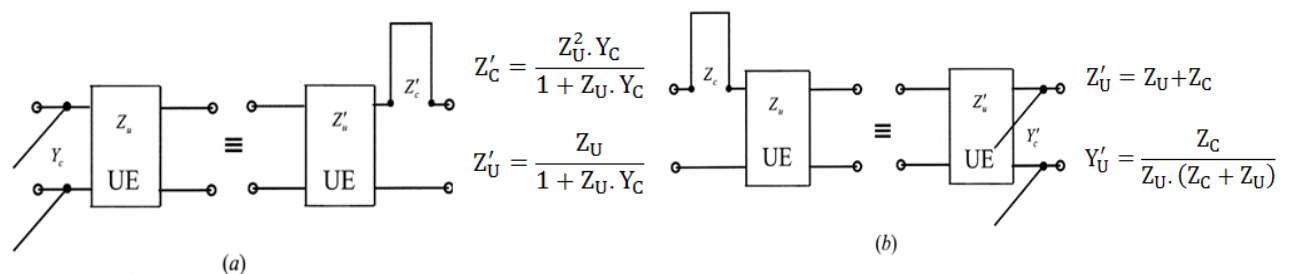 Z_u
Y_c
UE
≡
Z'_u
UE
Z'_c
Z'_C = Z_U^2. Y_C / 1 + Z_U. Y_C
Z'_U = Z_U / 1 + Z_U. Y_C
(a)
Z_c
Z_u
UE
≡
Z'_u
UE
Y'_c
Z'_U = Z_U+Z_C
Y'_U = Z_C / Z_U. (Z_C + Z_U)
(b)